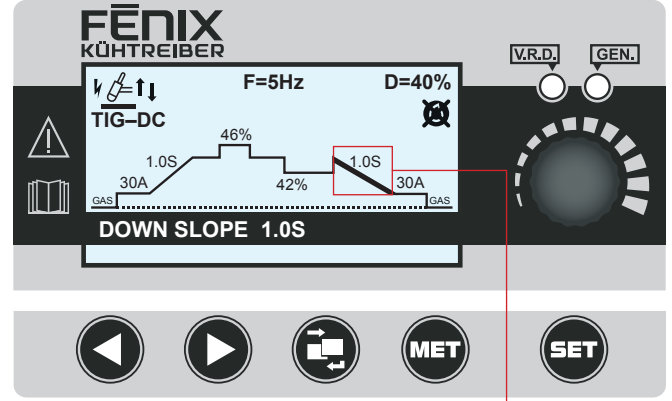 FĒNIX
KÜHTREIBER
V.R.D. GEN.
F=5Hz D=40%
TIG–DC
46%
1.0S 1.0S
30A 42% 30A
GAS GAS
DOWN SLOPE 1.0S
MET SET